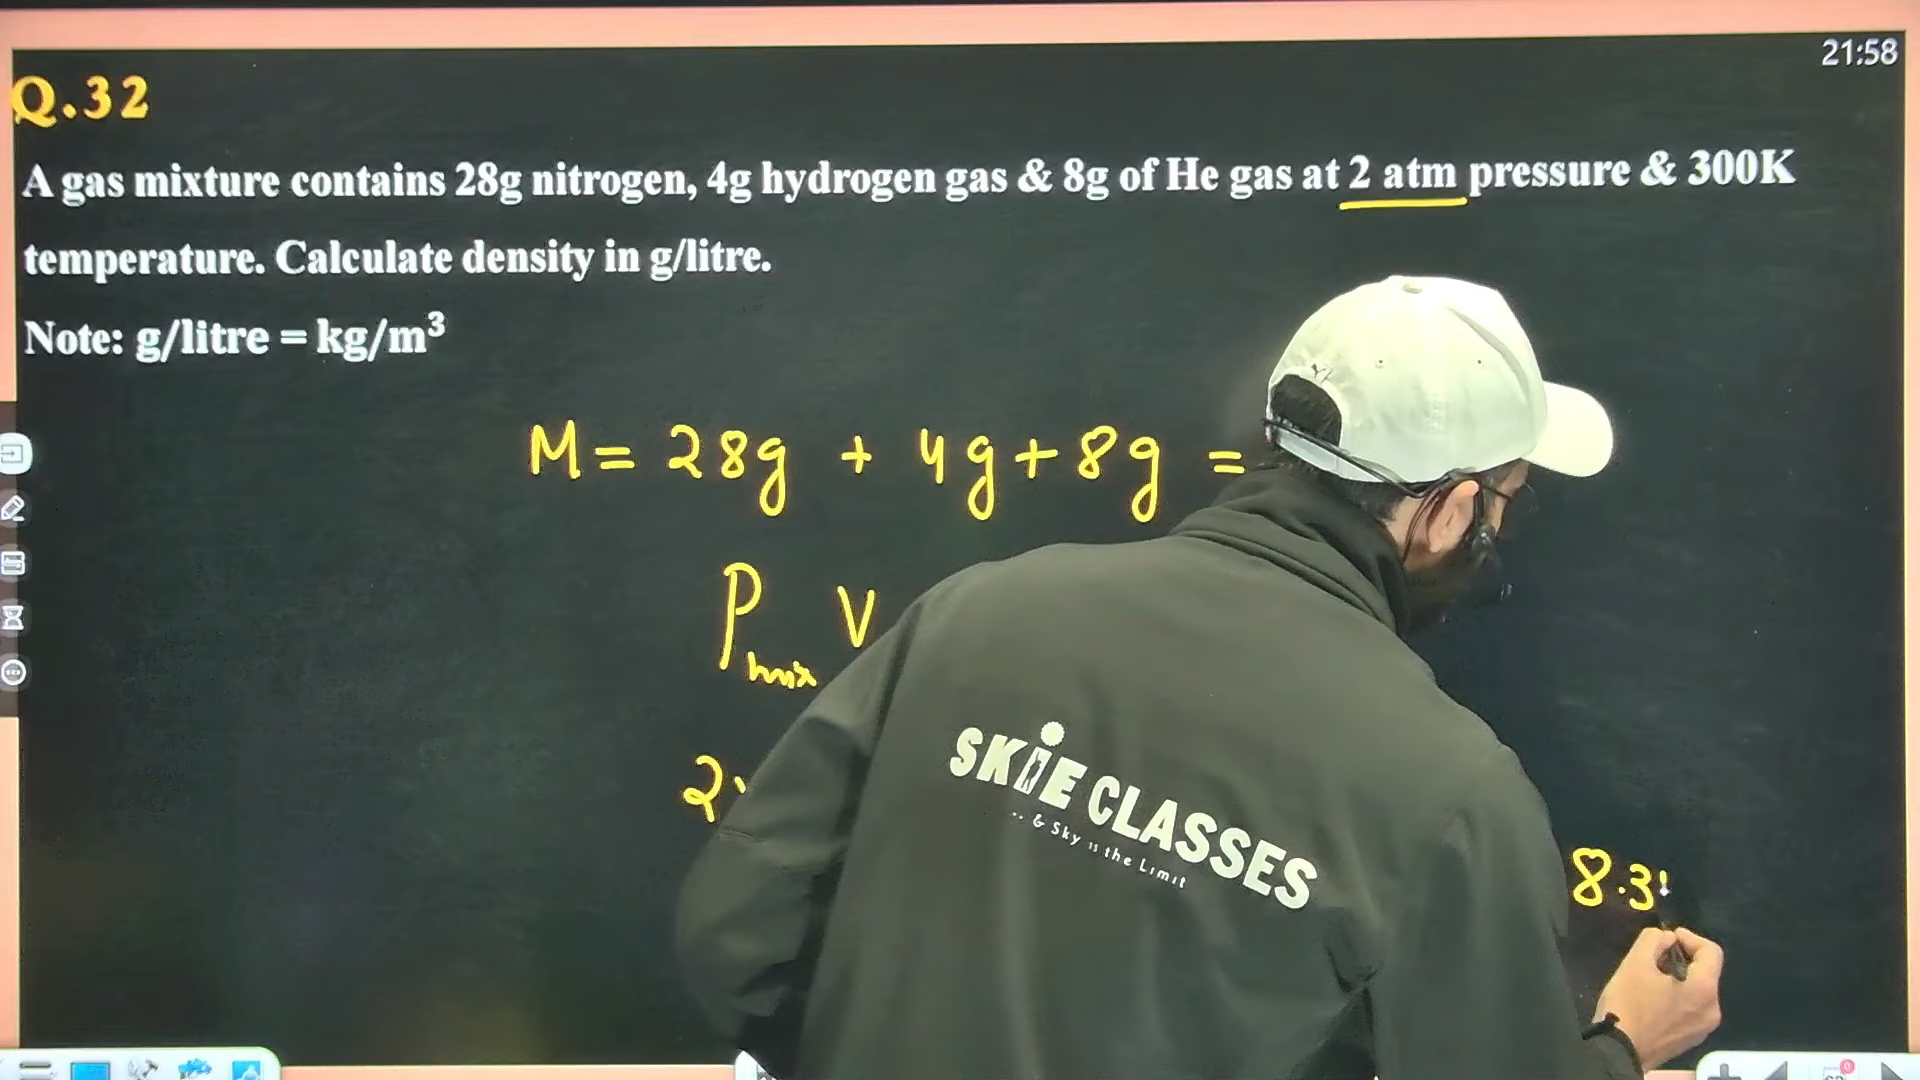 21:58
Q.32
A gas mixture contains 28g nitrogen, 4g hydrogen gas & 8g of He gas at 2 atm pressure & 300K
temperature. Calculate density in g/litre.
Note: g/litre = kg/m³
M = 28g + 4g + 8g =
P mix V
2
8.3
SKIE CLASSES
.. & Sky is the Limit